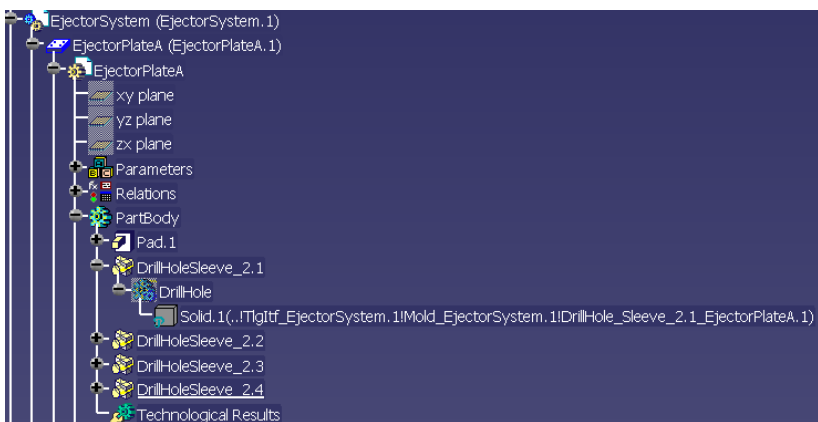 EjectorSystem (EjectorSystem.1)
EjectorPlateA (EjectorPlateA.1)
EjectorPlateA
xy plane
yz plane
zx plane
Parameters
Relations
PartBody
Pad.1
DrillHoleSleeve_2.1
DrillHole
Solid.1(..!TlgItf_EjectorSystem.1!Mold_EjectorSystem.1!DrillHole_Sleeve_2.1_EjectorPlateA.1)
DrillHoleSleeve_2.2
DrillHoleSleeve_2.3
DrillHoleSleeve_2.4
Technological Results